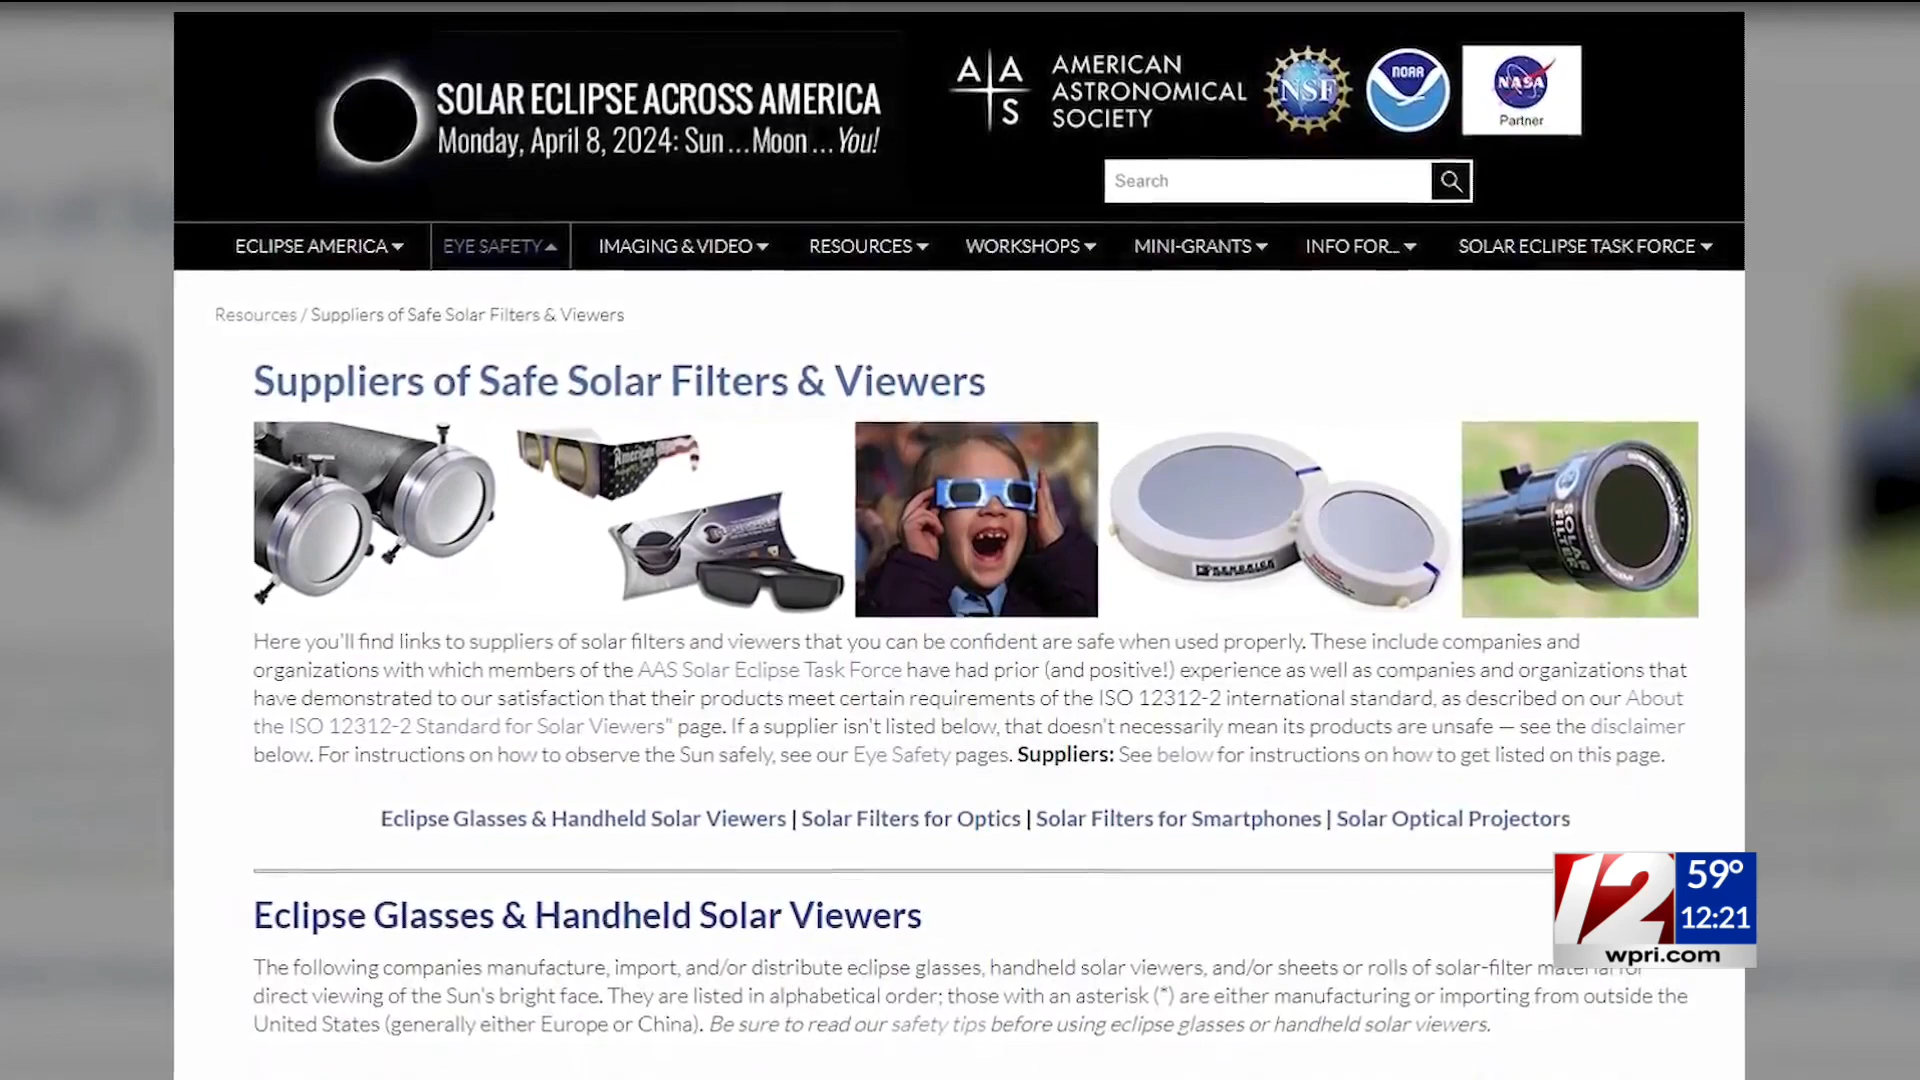 SOLAR ECLIPSE ACROSS AMERICA
Monday, April 8, 2024: Sun ... Moon ... You!
A A
S
AMERICAN
ASTRONOMICAL
SOCIETY
NSF
NOAA
NASA
Partner
Search
ECLIPSE AMERICA
EYE SAFETY
IMAGING & VIDEO
RESOURCES
WORKSHOPS
MINI-GRANTS
INFO FOR...
SOLAR ECLIPSE TASK FORCE
Resources / Suppliers of Safe Solar Filters & Viewers
Suppliers of Safe Solar Filters & Viewers
American
KENDRICK
SOLAR
FILTER
Here you'll find links to suppliers of solar filters and viewers that you can be confident are safe when used properly. These include companies and
organizations with which members of the AAS Solar Eclipse Task Force have had prior (and positive!) experience as well as companies and organizations that
have demonstrated to our satisfaction that their products meet certain requirements of the ISO 12312-2 international standard, as described on our About
the ISO 12312-2 Standard for Solar Viewers" page. If a supplier isn't listed below, that doesn't necessarily mean its products are unsafe — see the disclaimer
below. For instructions on how to observe the Sun safely, see our Eye Safety pages. Suppliers: See below for instructions on how to get listed on this page.
Eclipse Glasses & Handheld Solar Viewers | Solar Filters for Optics | Solar Filters for Smartphones | Solar Optical Projectors
Eclipse Glasses & Handheld Solar Viewers
The following companies manufacture, import, and/or distribute eclipse glasses, handheld solar viewers, and/or sheets or rolls of solar-filter material for
direct viewing of the Sun's bright face. They are listed in alphabetical order; those with an asterisk (*) are either manufacturing or importing from outside the
United States (generally either Europe or China). Be sure to read our safety tips before using eclipse glasses or handheld solar viewers.
12
59°
12:21
wpri.com